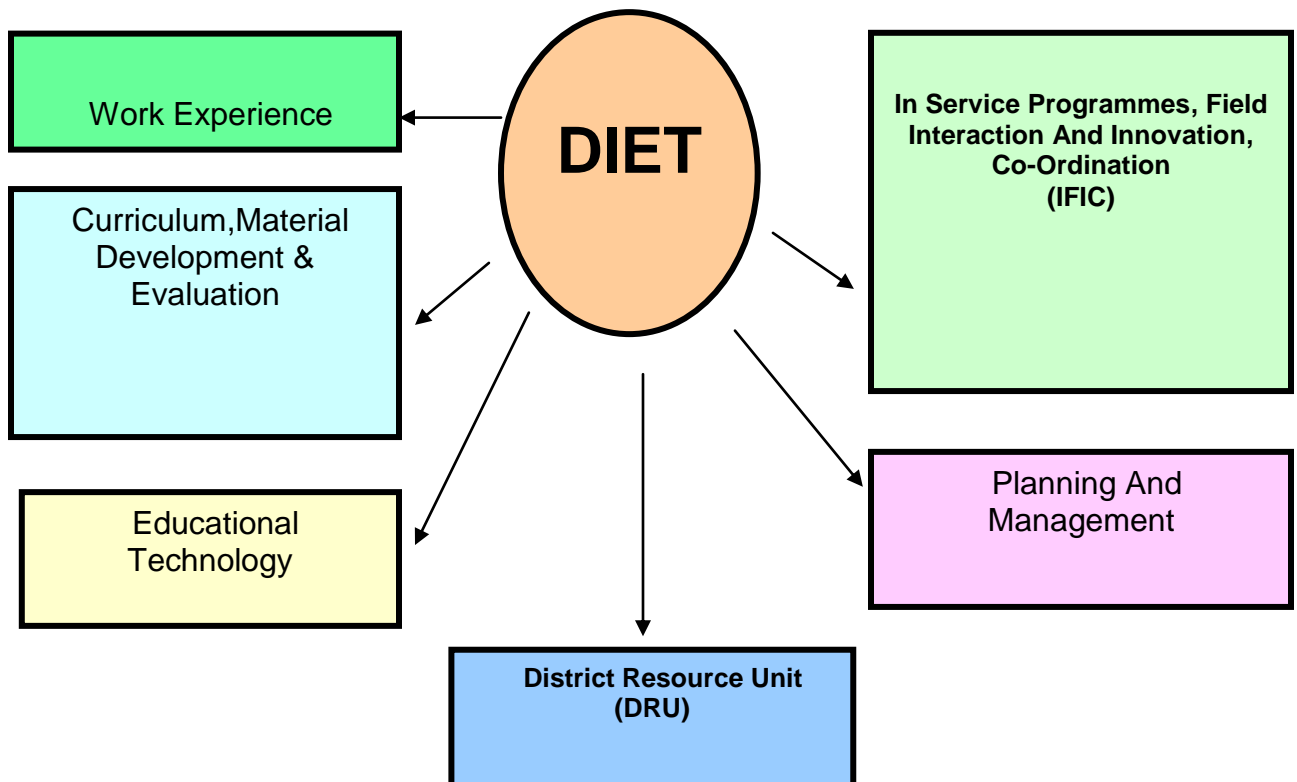 DIET
Work Experience
Curriculum,Material
Development &
Evaluation
Educational
Technology
District Resource Unit
(DRU)
In Service Programmes, Field
Interaction And Innovation,
Co-Ordination
(IFIC)
Planning And
Management